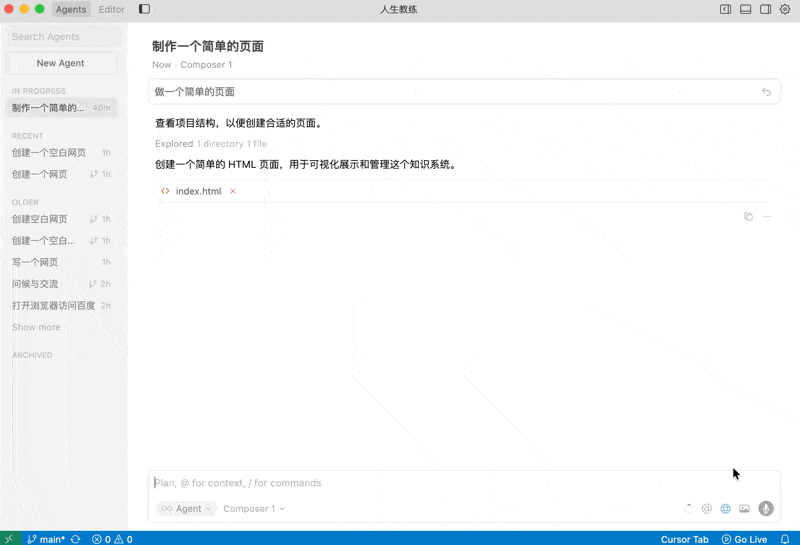 Agents Editor 人生教练
Search Agents
New Agent
IN PROGRESS
制作一个简单的... 40m
RECENT
创建一个空白网页 1h
创建一个网页 1h
OLDER
创建空白网页 1h
创建一个空白... 1h
写一个网页 1h
问候与交流 2h
打开浏览器访问百度 2h
Show more
ARCHIVED
制作一个简单的页面
Now · Composer 1
做一个简单的页面
查看项目结构，以便创建合适的页面。
Explored 1 directory 1 file
创建一个简单的 HTML 页面，用于可视化展示和管理这个知识系统。
index.html
Plan, @ for context, / for commands
Agent Composer 1
main* 0 0 Cursor Tab Go Live